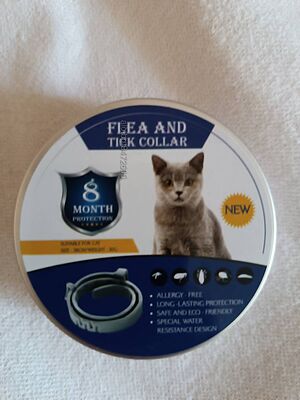 FLEA AND
TICK COLLAR
8
MONTH
PROTECTION
NEW
SUITABLE FOR CAT
• ALLERGY - FREE
• LONG - LASTING PROTECTION
• SAFE AND ECO - FRIENDLY
• SPECIAL WATER
RESISTANCE DESIGN